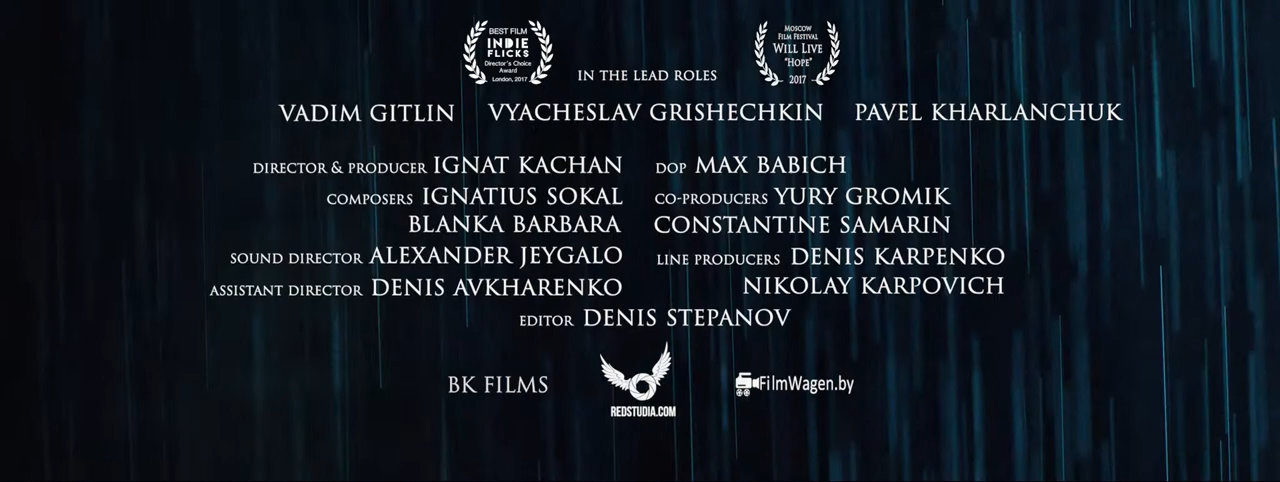 BEST FILM
INDIE
FLICKS
Director's Choice
Award
London, 2017
MOSCOW
FILM FESTIVAL
WILL LIVE
"HOPE"
2017
IN THE LEAD ROLES
VADIM GITLIN VYACHESLAV GRISHECHKIN PAVEL KHARLANCHUK
DIRECTOR & PRODUCER IGNAT KACHAN DOP MAX BABICH
COMPOSERS IGNATIUS SOKAL CO-PRODUCERS YURY GROMIK
BLANKA BARBARA CONSTANTINE SAMARIN
SOUND DIRECTOR ALEXANDER JEYGALO LINE PRODUCERS DENIS KARPENKO
ASSISTANT DIRECTOR DENIS AVKHARENKO NIKOLAY KARPOVICH
EDITOR DENIS STEPANOV
BK FILMS
REDSTUDIA.COM
FilmWagen.by